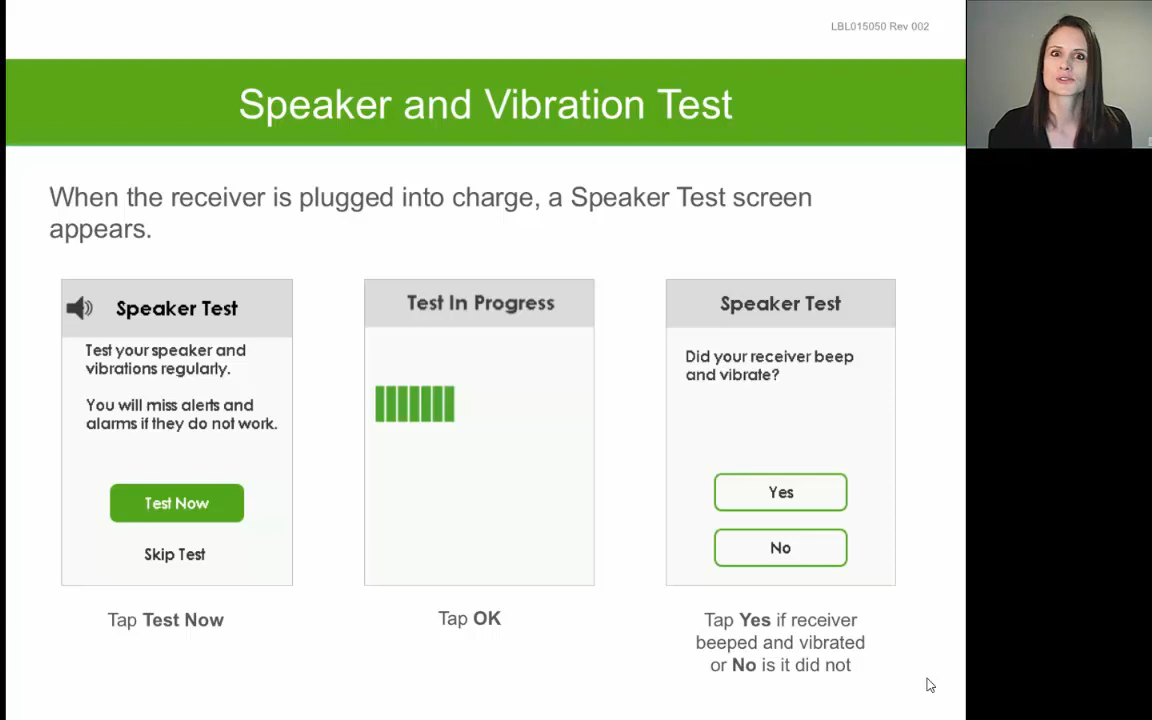 LBL015050 Rev 002
Speaker and Vibration Test
When the receiver is plugged into charge, a Speaker Test screen
appears.
Speaker Test
Test your speaker and
vibrations regularly.
You will miss alerts and
alarms if they do not work.
Test Now
Skip Test
Tap Test Now
Test In Progress
Tap OK
Speaker Test
Did your receiver beep
and vibrate?
Yes
No
Tap Yes if receiver
beeped and vibrated
or No is it did not